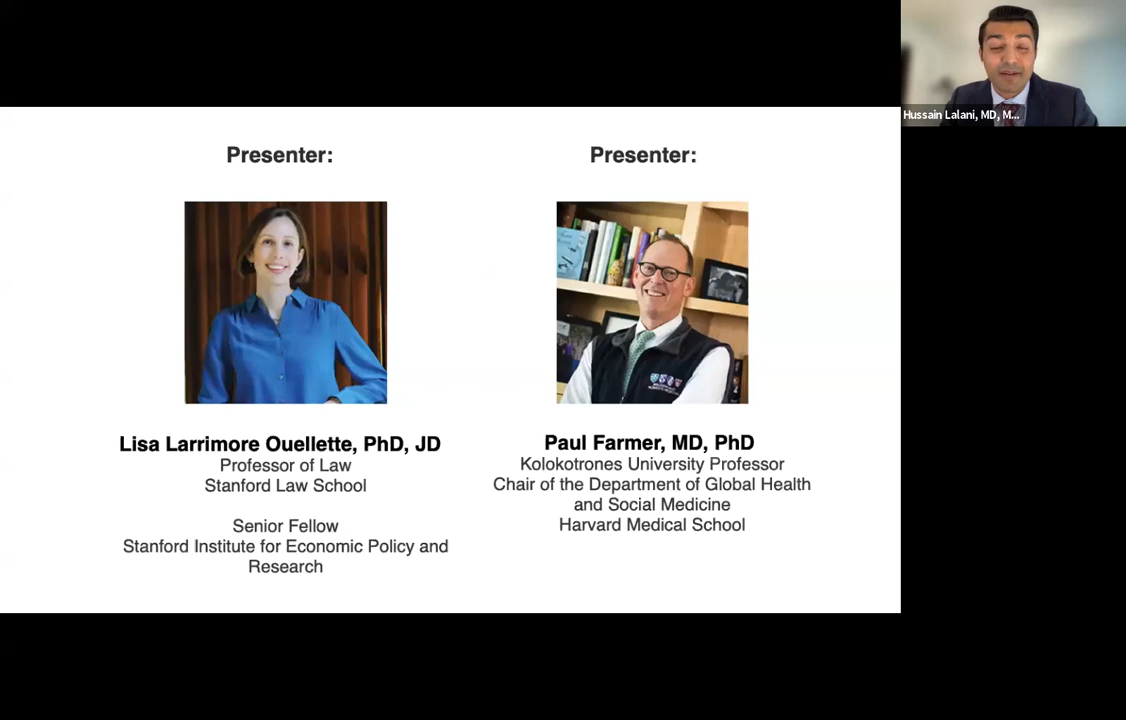 Hussain Lalani, MD, M...
Presenter:
Lisa Larrimore Ouellette, PhD, JD
Professor of Law
Stanford Law School
Senior Fellow
Stanford Institute for Economic Policy and
Research
Presenter:
Paul Farmer, MD, PhD
Kolokotrones University Professor
Chair of the Department of Global Health
and Social Medicine
Harvard Medical School